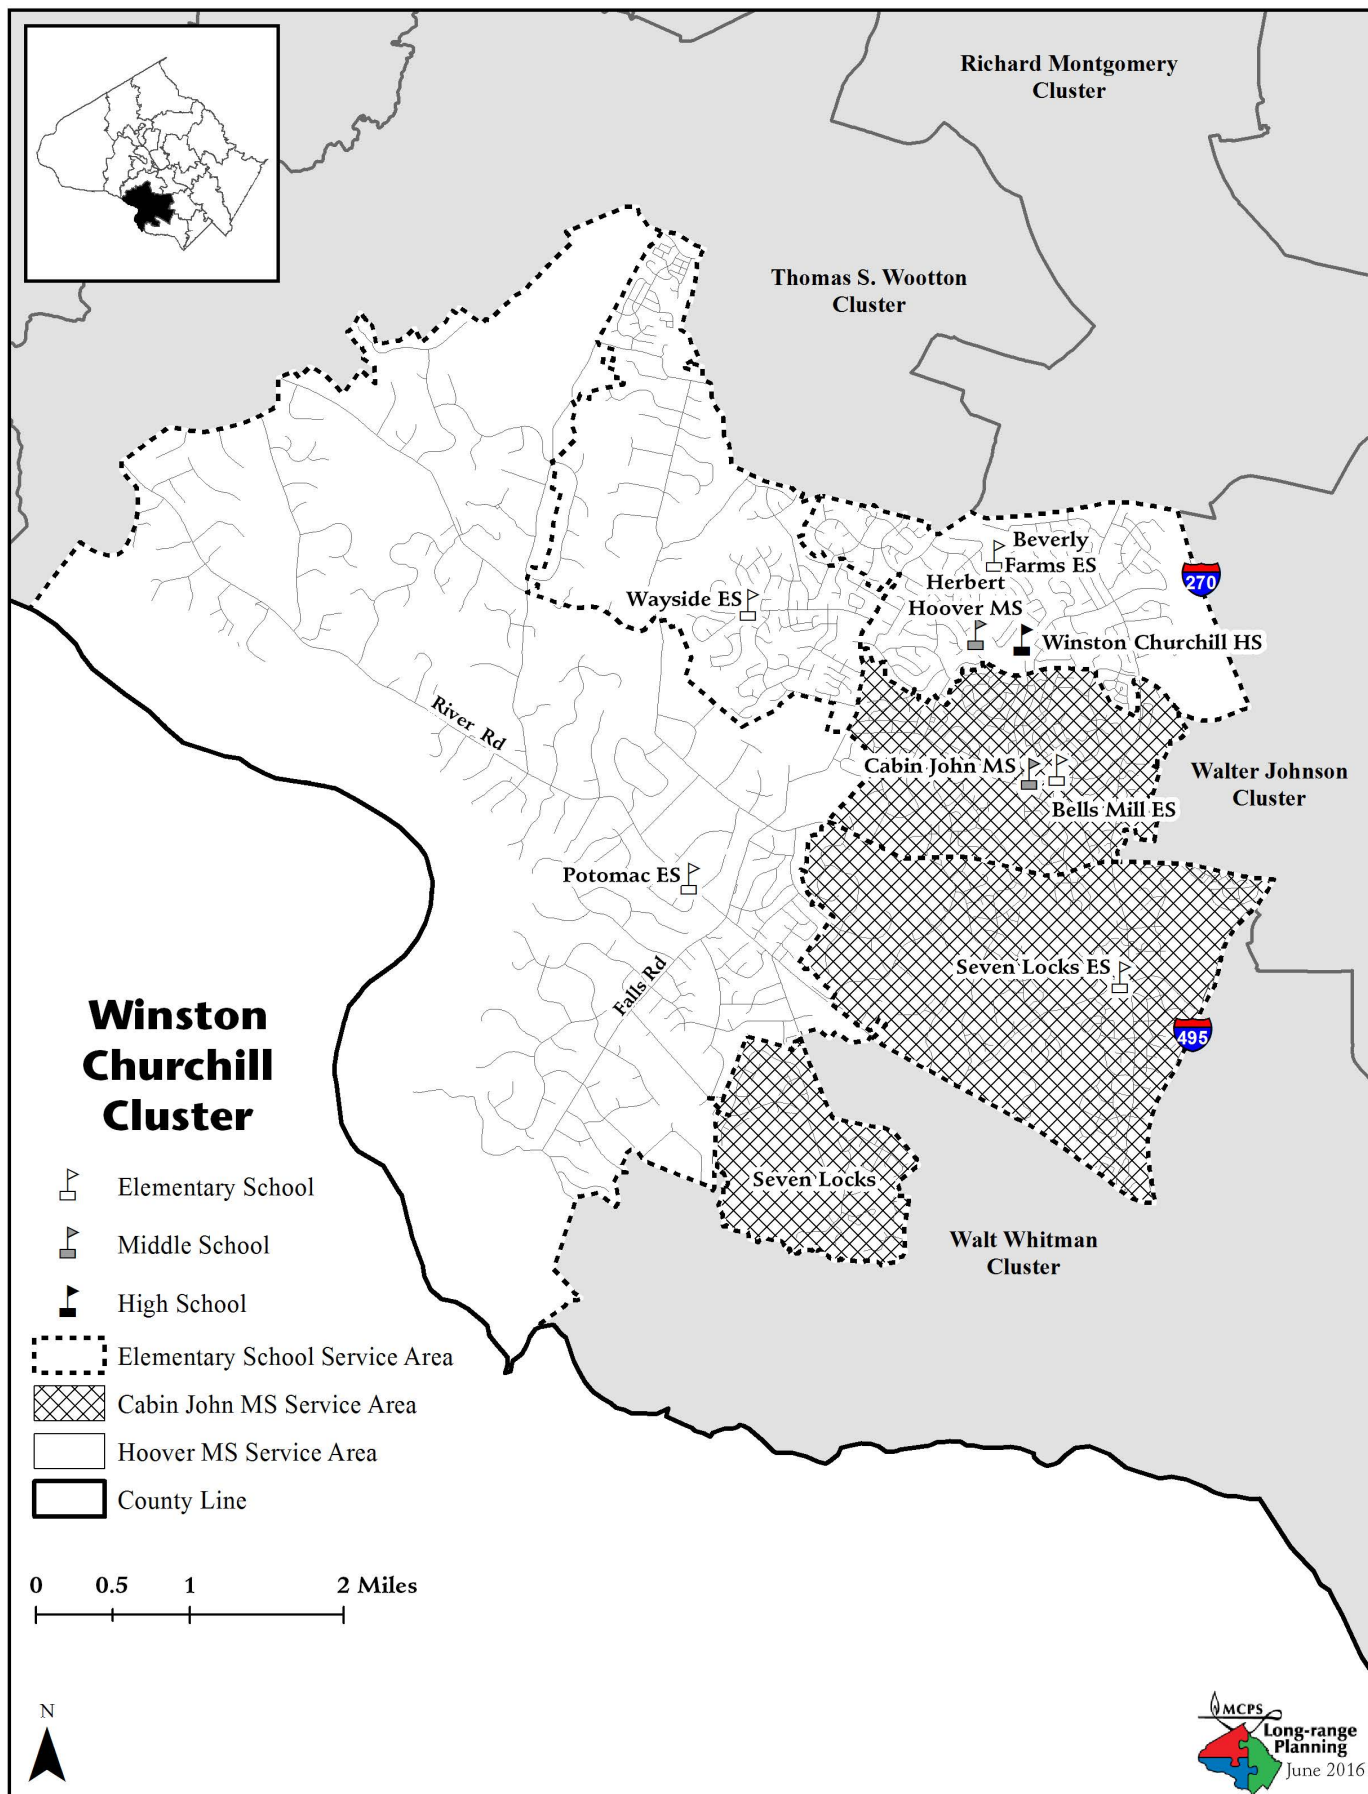 Richard Montgomery
Cluster
Thomas S. Wootton
Cluster
Beverly
Farms ES
270
Herbert
Hoover MS
Wayside ES
Winston Churchill HS
River Rd
Cabin John MS
Walter Johnson
Cluster
Bells Mill ES
Potomac ES
Seven Locks ES
Falls Rd
495
Seven Locks
Walt Whitman
Cluster
Winston
Churchill
Cluster
Elementary School
Middle School
High School
Elementary School Service Area
Cabin John MS Service Area
Hoover MS Service Area
County Line
0 0.5 1 2 Miles
N
MCPS
Long-range
Planning
June 2016